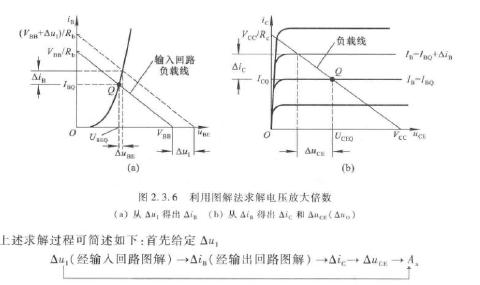 i_B
(V_BB+Δu_I)/R_b
V_BB/R_b
输入回路
负载线
Δi_B
I_BQ
Q
O
U_BEQ
V_BB
u_BE
Δu_BE
Δu_I
(a)
i_C
V_CC/R_c
负载线
I_B=I_BQ+Δi_B
Δi_C
I_CQ
Q
I_B=I_BQ
O
U_CEQ
V_CC
u_CE
Δu_CE
(b)
图 2.3.6 利用图解法求解电压放大倍数
(a) 从 Δu_I 得出 Δi_B (b) 从 Δi_B 得出 Δi_C 和 Δu_CE(Δu_O)
上述求解过程可简述如下:首先给定 Δu_I
Δu_I(经输入回路图解)→Δi_B(经输出回路图解)→Δi_C→Δu_CE→A_u